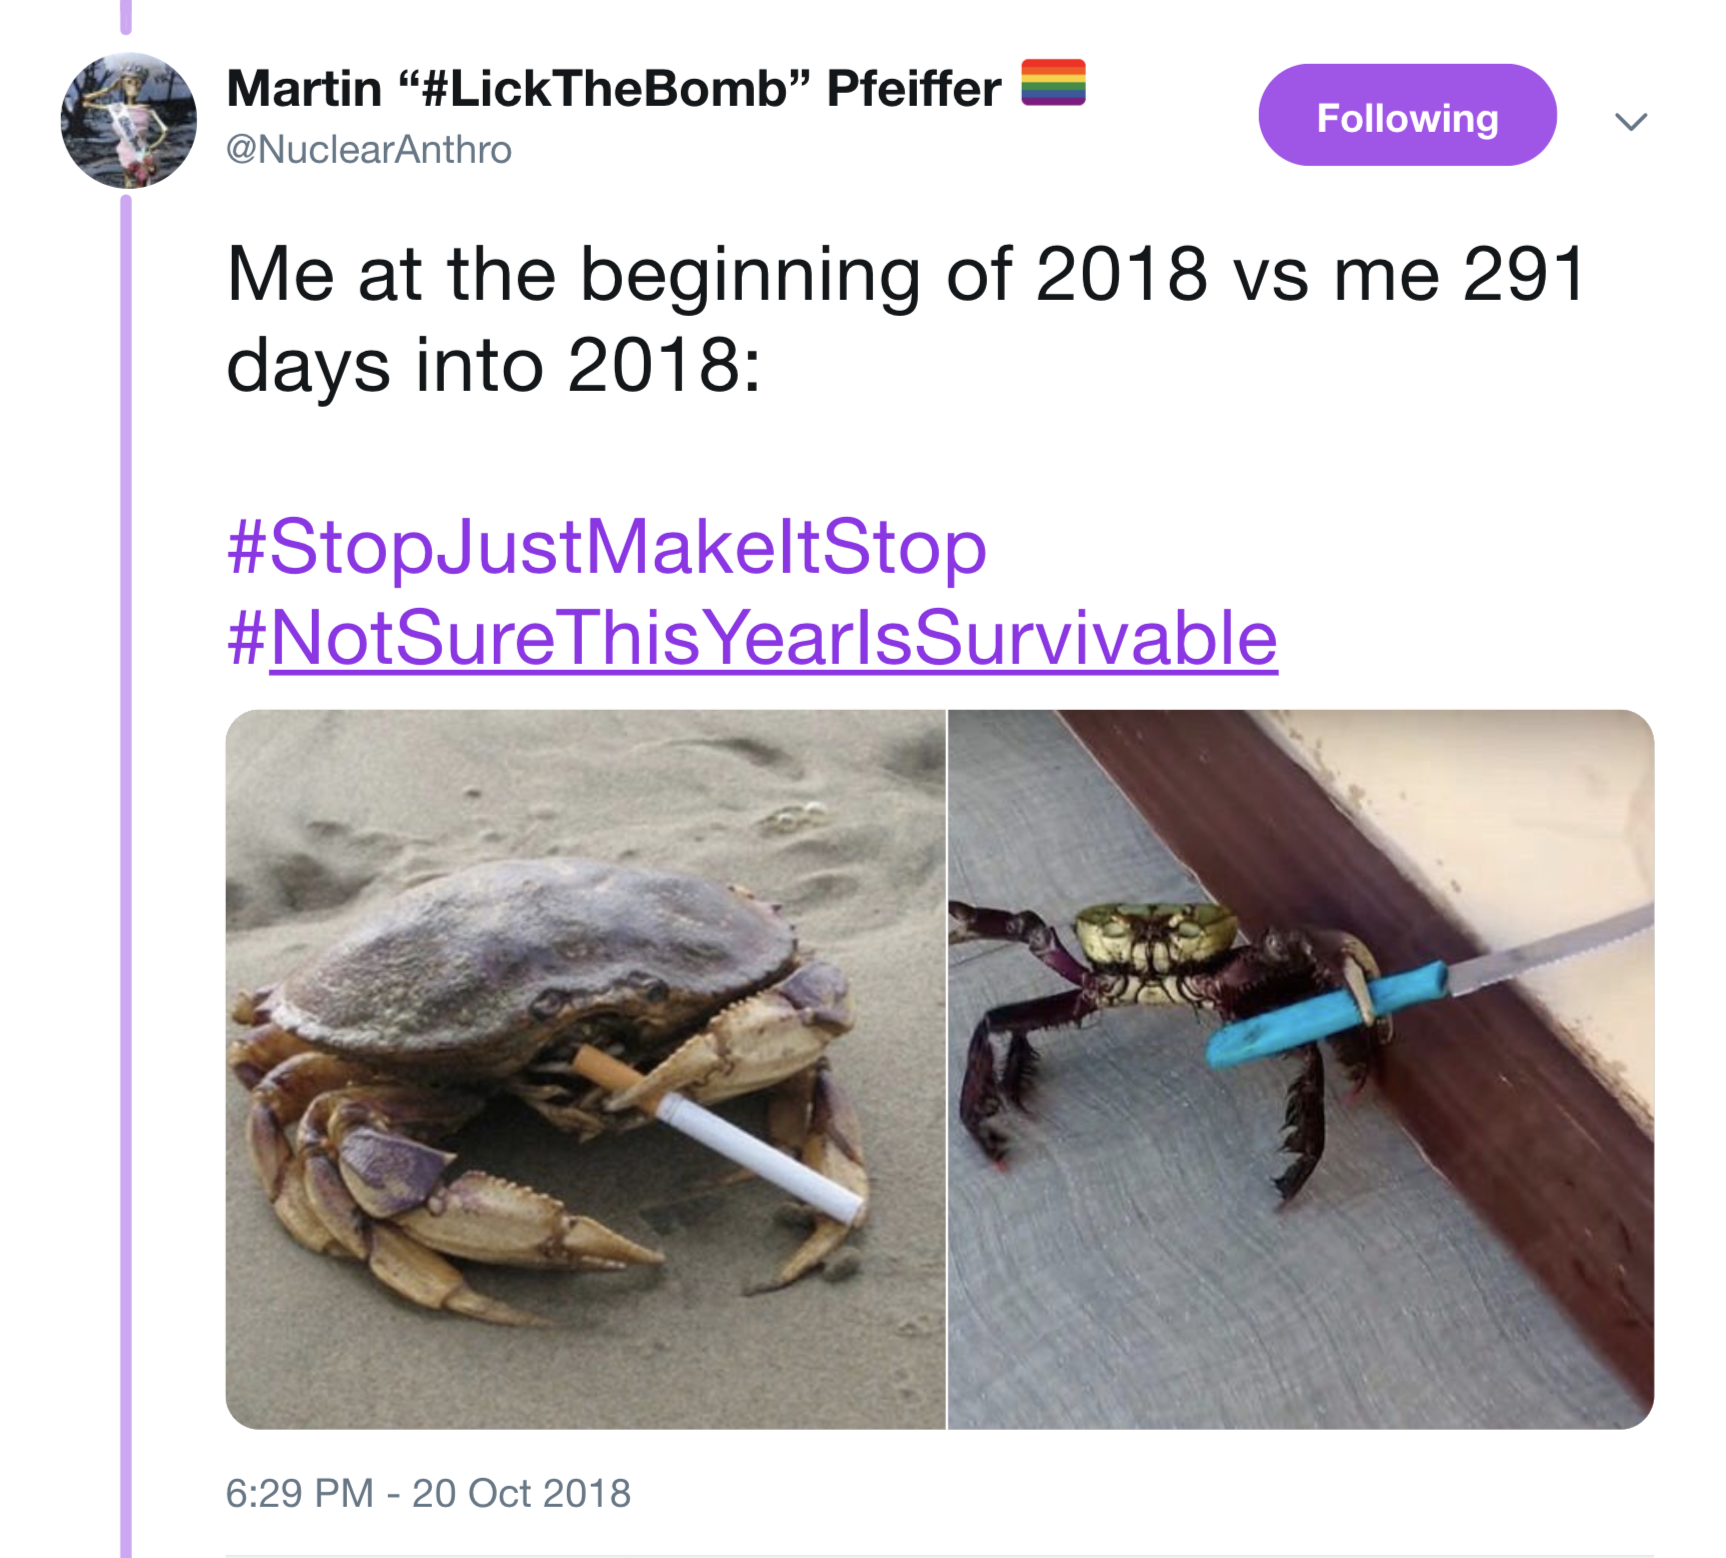 Martin “#LickTheBomb” Pfeiffer
@NuclearAnthro
Following
Me at the beginning of 2018 vs me 291
days into 2018:
#StopJustMakeItStop
#NotSureThisYearIsSurvivable
6:29 PM - 20 Oct 2018